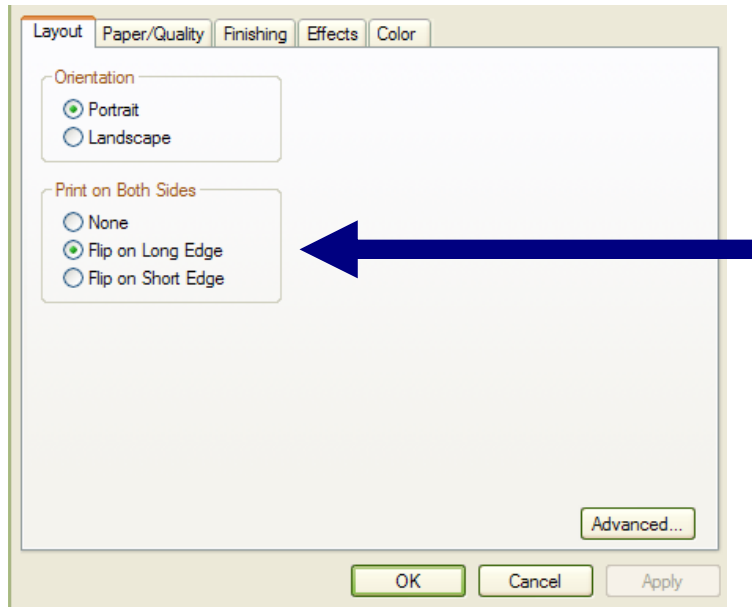 Layout Paper/Quality Finishing Effects Color
Orientation
Portrait
Landscape
Print on Both Sides
None
Flip on Long Edge
Flip on Short Edge
Advanced...
OK Cancel Apply